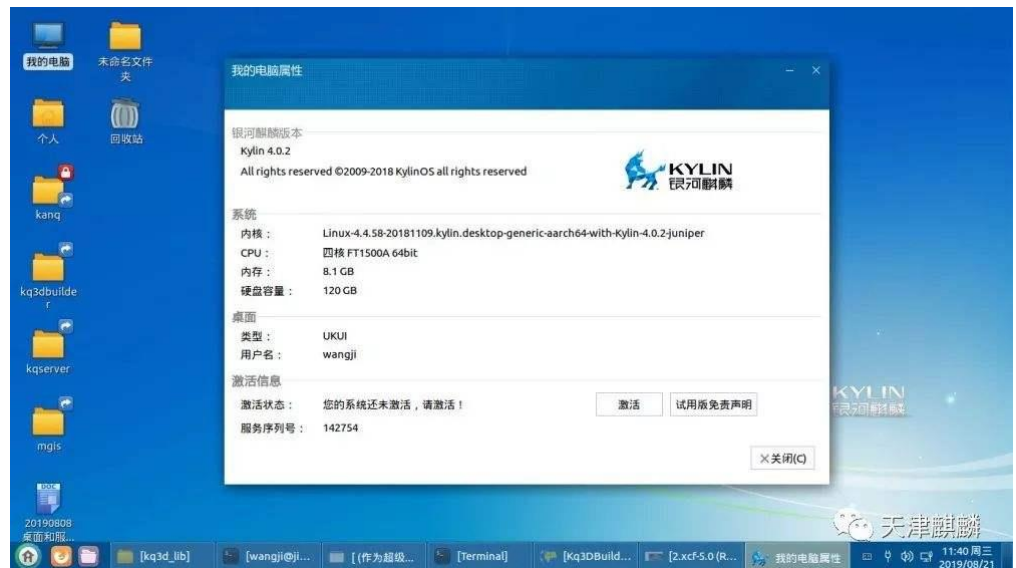 我的电脑
未命名文件
夹
个人
回收站
kanq
kq3dbuilde
r
kqserver
mgis
20190808
桌面和服...
我的电脑属性
银河麒麟版本
Kylin 4.0.2
All rights reserved ©2009-2018 KylinOS all rights reserved
KYLIN
银河麒麟
系统
内核： Linux-4.4.58-20181109.kylin.desktop-generic-aarch64-with-Kylin-4.0.2-juniper
CPU： 四核 FT1500A 64bit
内存： 8.1 GB
硬盘容量： 120 GB
桌面
类型： UKUI
用户名： wangji
激活信息
激活状态： 您的系统还未激活，请激活！ 激活 试用版免责声明
服务序列号： 142754
关闭(C)
KYLIN
银河麒麟
天津麒麟
[kq3d_lib] [wangji@ji... [(作为超级... [Terminal] [Kq3DBuild... [2.xcf-5.0 (R... 我的电脑属性 11:40 周三
2019/08/21